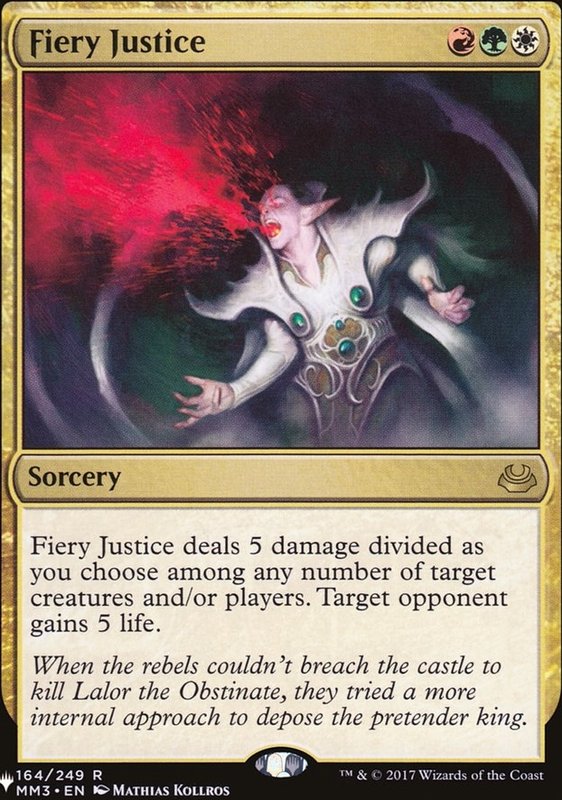 Fiery Justice
Sorcery
Fiery Justice deals 5 damage divided as
you choose among any number of target
creatures and/or players. Target opponent
gains 5 life.
When the rebels couldn't breach the castle to
kill Lalor the Obstinate, they tried a more
internal approach to depose the pretender king.
164/249 R
MM3 • EN Mathias Kollros
™ & © 2017 Wizards of the Coast